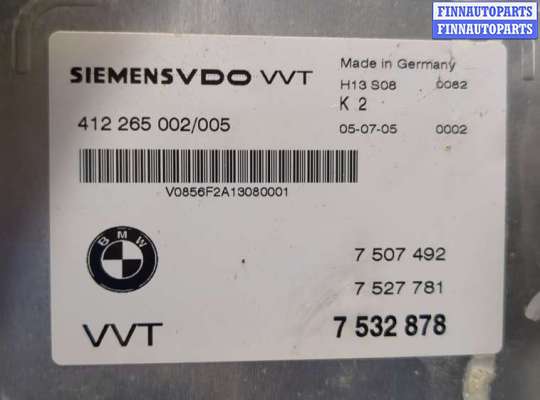 FINNAUTOPARTS
FINNAUTOPARTS
SIEMENSVDO VVT
Made in Germany
H13 S08 0082
K 2
412 265 002/005
05-07-05 0002
V0856F2A13080001
BMW
7 507 492
7 527 781
VVT
7 532 878